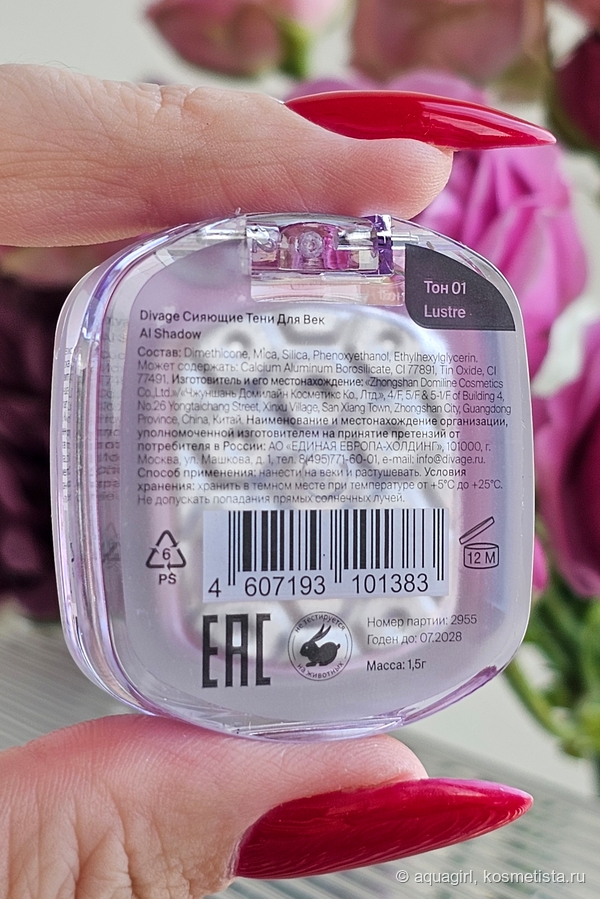 Тон 01
Lustre
Divage Сияющие Тени Для Век
AI Shadow
Состав: Dimethicone, Mica, Silica, Phenoxyethanol, Ethylhexylglycerin.
Может содержать: Calcium Aluminum Borosilicate, CI 77891, Tin Oxide, CI
77491. Изготовитель и его местонахождение: «Zhongshan Domiline Cosmetics
Co., Ltd.»/«Чжуншань Домилайн Косметикс Ко., Лтд.», 4/F, 5/F & 5-1/F of Building 4,
No.26 Yongtaichang Street, Xinxu Village, San Xiang Town, Zhongshan City, Guangdong
Province, China, Китай. Наименование и местонахождение организации,
уполномоченной изготовителем на принятие претензий от
потребителя в России: АО «ЕДИНАЯ ЕВРОПА-ХОЛДИНГ», 101000, г.
Москва, ул. Машкова, д.1, тел. 8(495)771-60-01, e-mail: info@divage.ru.
Способ применения: нанести на веки и растушевать. Условия
хранения: хранить в темном месте при температуре от +5°C до +25°C.
Не допускать попадания прямых солнечных лучей.
6
PS
4 607193 101383
12 M
EAC
не тестируется
на животных
Номер партии: 2955
Годен до: 07.2028
Масса: 1,5г
© aquagirl, kosmetista.ru